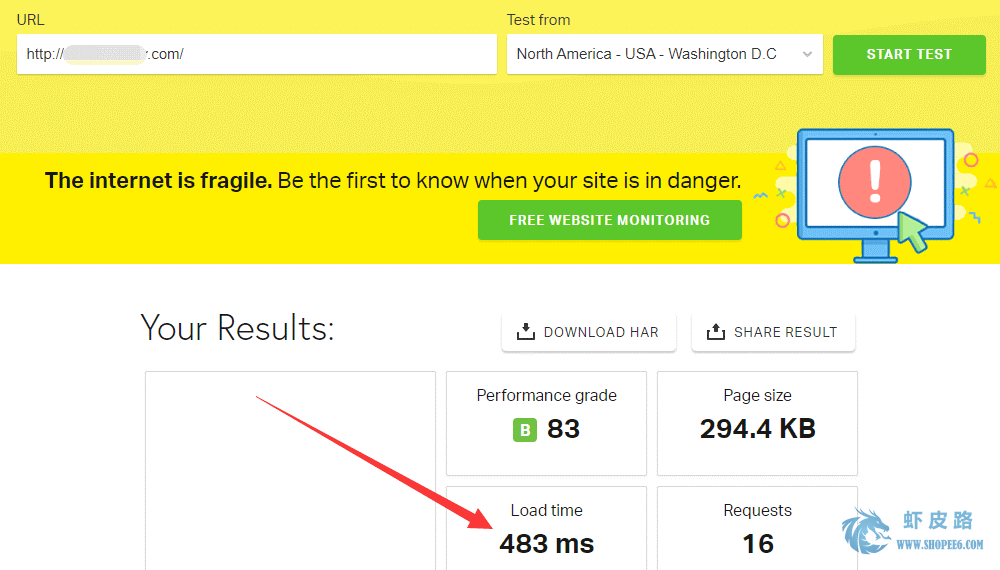 URL
Test from
http://
.com/
North America - USA - Washington D.C
START TEST
The internet is fragile. Be the first to know when your site is in danger.
FREE WEBSITE MONITORING
Your Results:
DOWNLOAD HAR
SHARE RESULT
Performance grade
B 83
Page size
294.4 KB
Load time
483 ms
Requests
16
虾皮路
WWW.SHOPEE6.COM